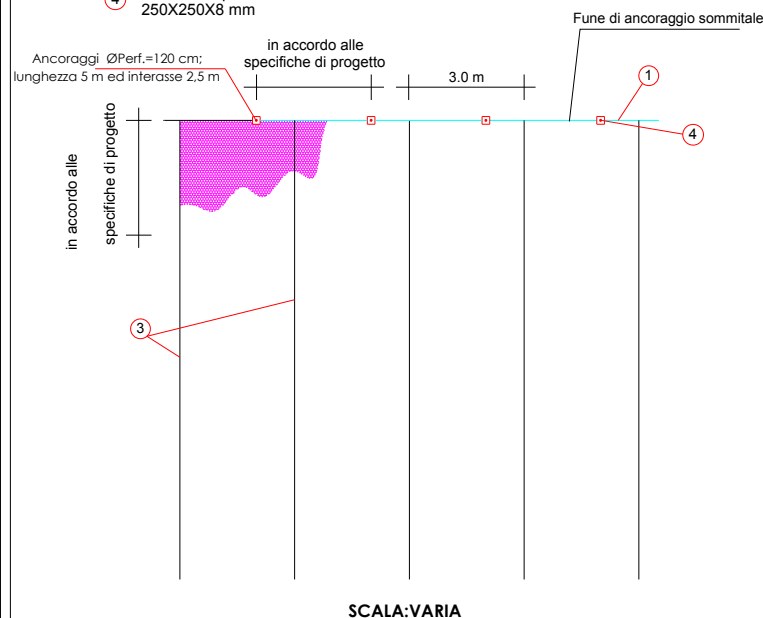 4
250X250X8 mm
Fune di ancoraggio sommitale
Ancoraggi ØPerf.=120 cm;
lunghezza 5 m ed interasse 2,5 m
in accordo alle
specifiche di progetto
3.0 m
1
4
in accordo alle
specifiche di progetto
3
SCALA:VARIA